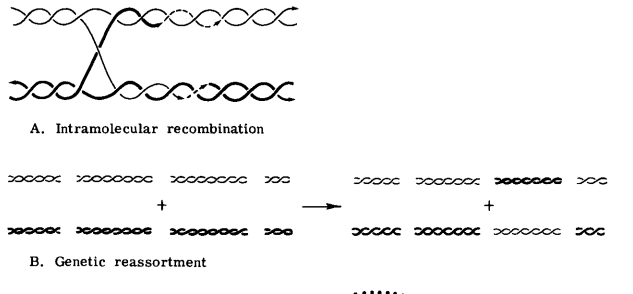 A. Intramolecular recombination
+
+
B. Genetic reassortment